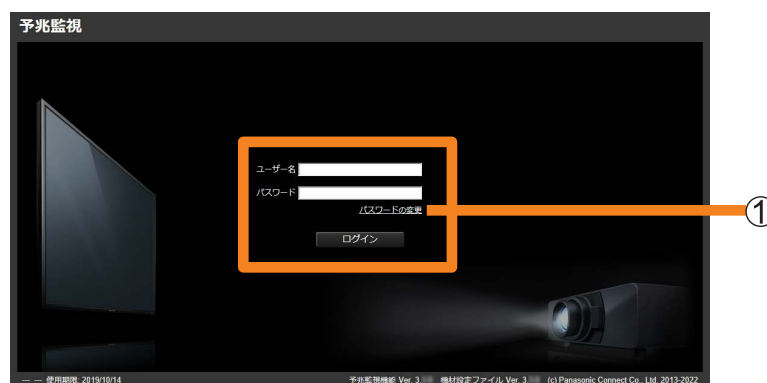 予兆監視
ユーザー名
パスワード
パスワードの変更
①
ログイン
--- --- 使用期限: 2019/10/14 予兆監視機能 Ver. 3. 機材設定ファイル Ver. 3. (c) Panasonic Connect Co., Ltd. 2013-2022